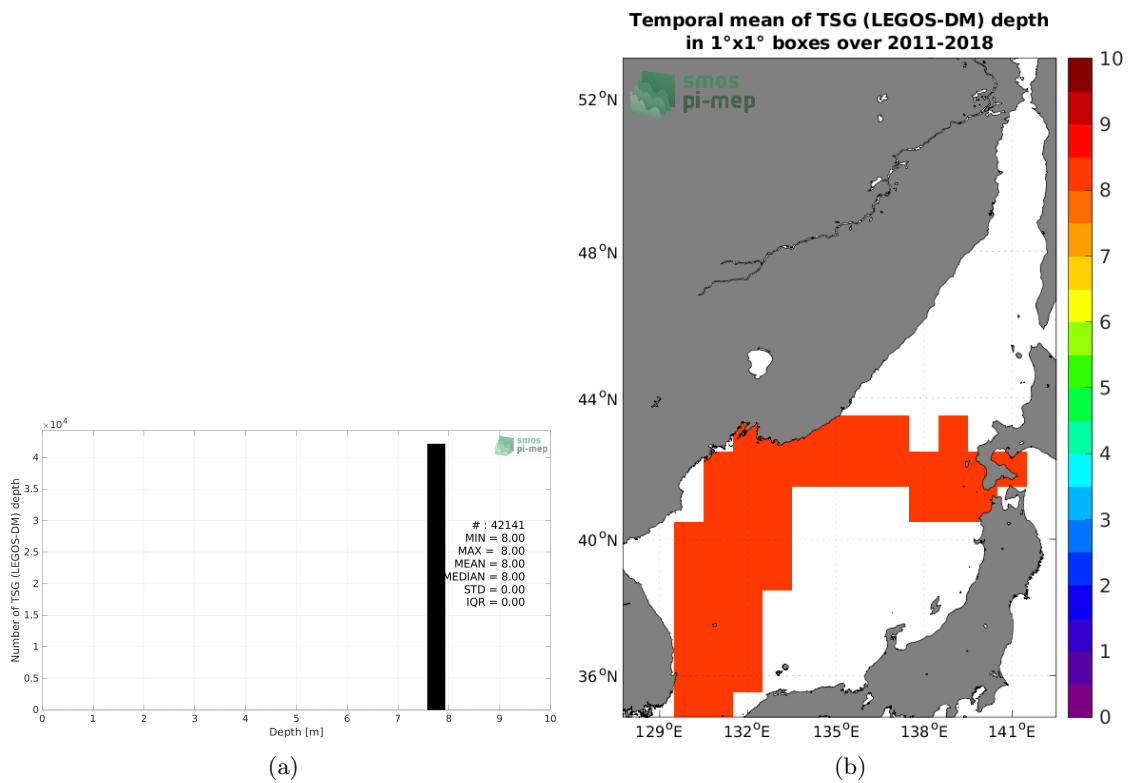 ×10⁴
4
3.5
3
2.5
2
1.5
1
0.5
0
Number of TSG (LEGOS-DM) depth
smos
pi-mep
# : 42141
MIN = 8.00
MAX = 8.00
MEAN = 8.00
MEDIAN = 8.00
STD = 0.00
IQR = 0.00
0 1 2 3 4 5 6 7 8 9 10
Depth [m]
(a)
Temporal mean of TSG (LEGOS-DM) depth
in 1°x1° boxes over 2011-2018
smos
pi-mep
52°N
48°N
44°N
40°N
36°N
129°E 132°E 135°E 138°E 141°E
10
9
8
7
6
5
4
3
2
1
0
(b)